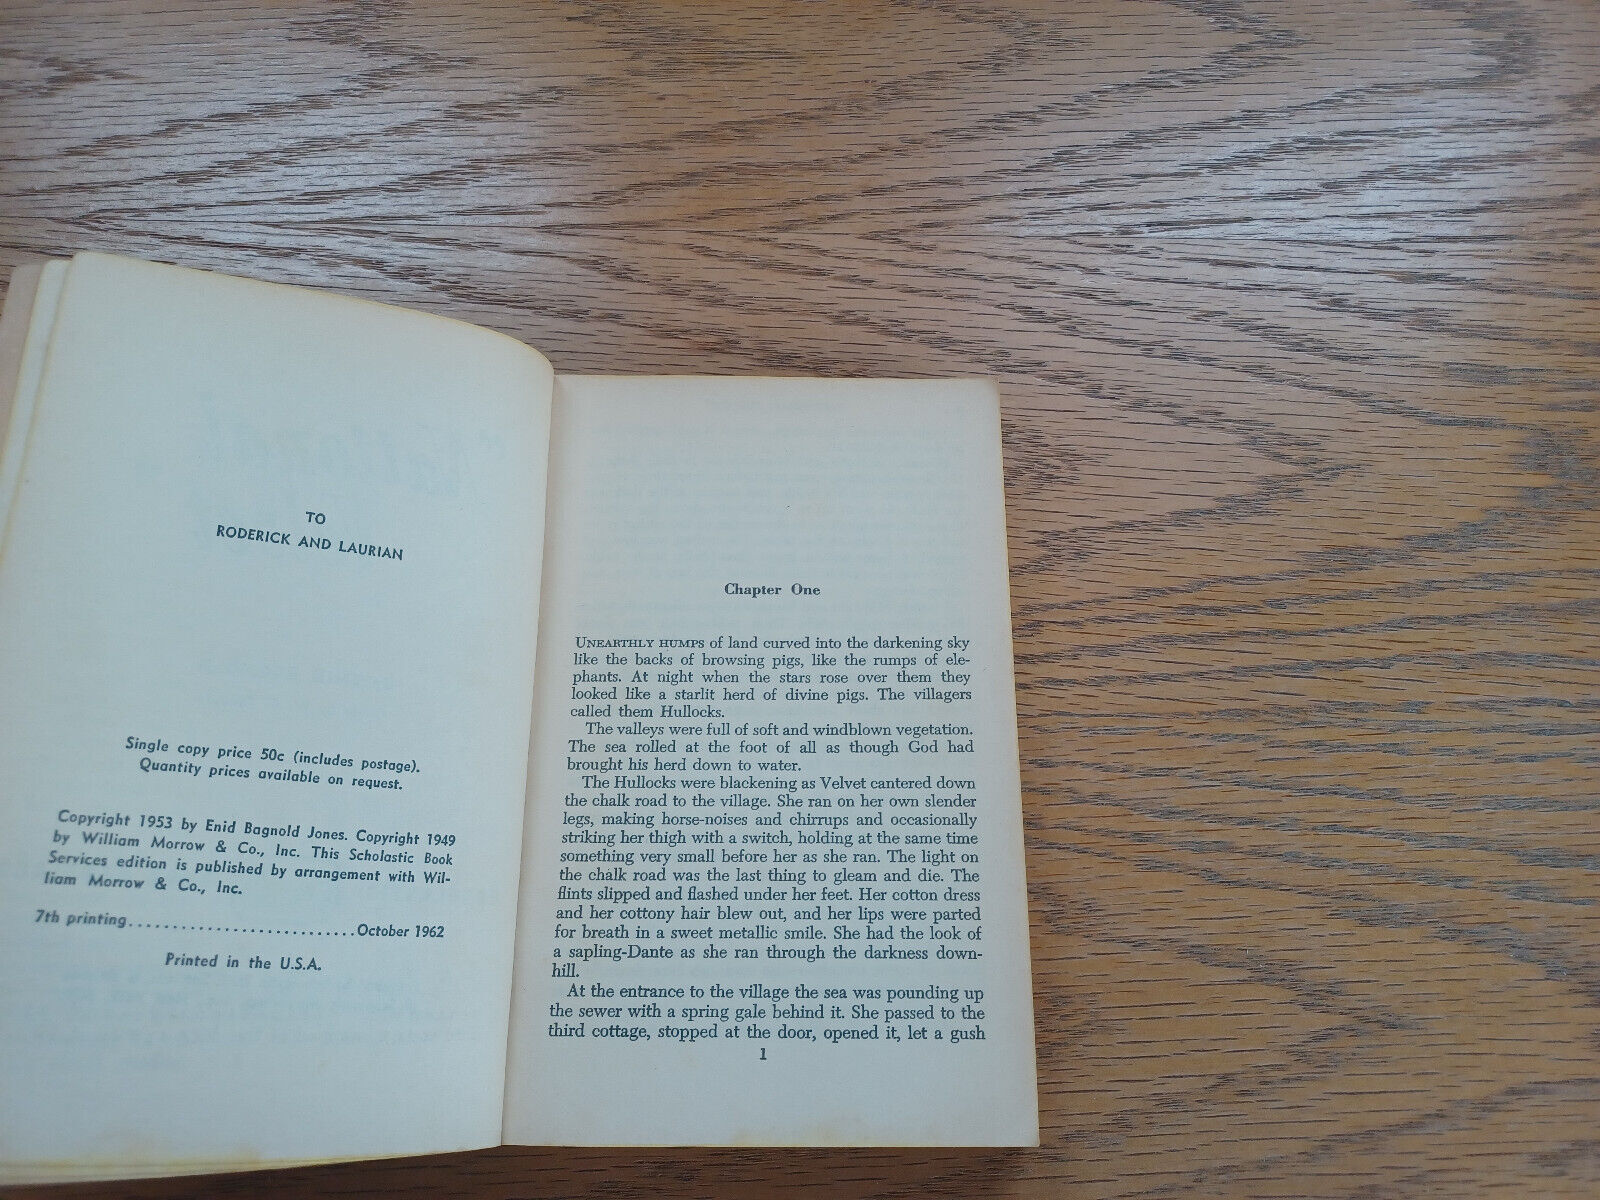 TO
RODERICK AND LAURIAN
Single copy price 50c (includes postage).
Quantity prices available on request.
Copyright 1953 by Enid Bagnold Jones. Copyright 1949
by William Morrow & Co., Inc. This Scholastic Book
Services edition is published by arrangement with Wil-
liam Morrow & Co., Inc.
7th printing...........................October 1962
Printed in the U.S.A.
Chapter One
UNEARTHLY HUMPS of land curved into the darkening sky
like the backs of browsing pigs, like the rumps of ele-
phants. At night when the stars rose over them they
looked like a starlit herd of divine pigs. The villagers
called them Hullocks.
The valleys were full of soft and windblown vegetation.
The sea rolled at the foot of all as though God had
brought his herd down to water.
The Hullocks were blackening as Velvet cantered down
the chalk road to the village. She ran on her own slender
legs, making horse-noises and chirrups and occasionally
striking her thigh with a switch, holding at the same time
something very small before her as she ran. The light on
the chalk road was the last thing to gleam and die. The
flints slipped and flashed under her feet. Her cotton dress
and her cottony hair blew out, and her lips were parted
for breath in a sweet metallic smile. She had the look of
a sapling-Dante as she ran through the darkness down-
hill.
At the entrance to the village the sea was pounding up
the sewer with a spring gale behind it. She passed to the
third cottage, stopped at the door, opened it, let a gush
1